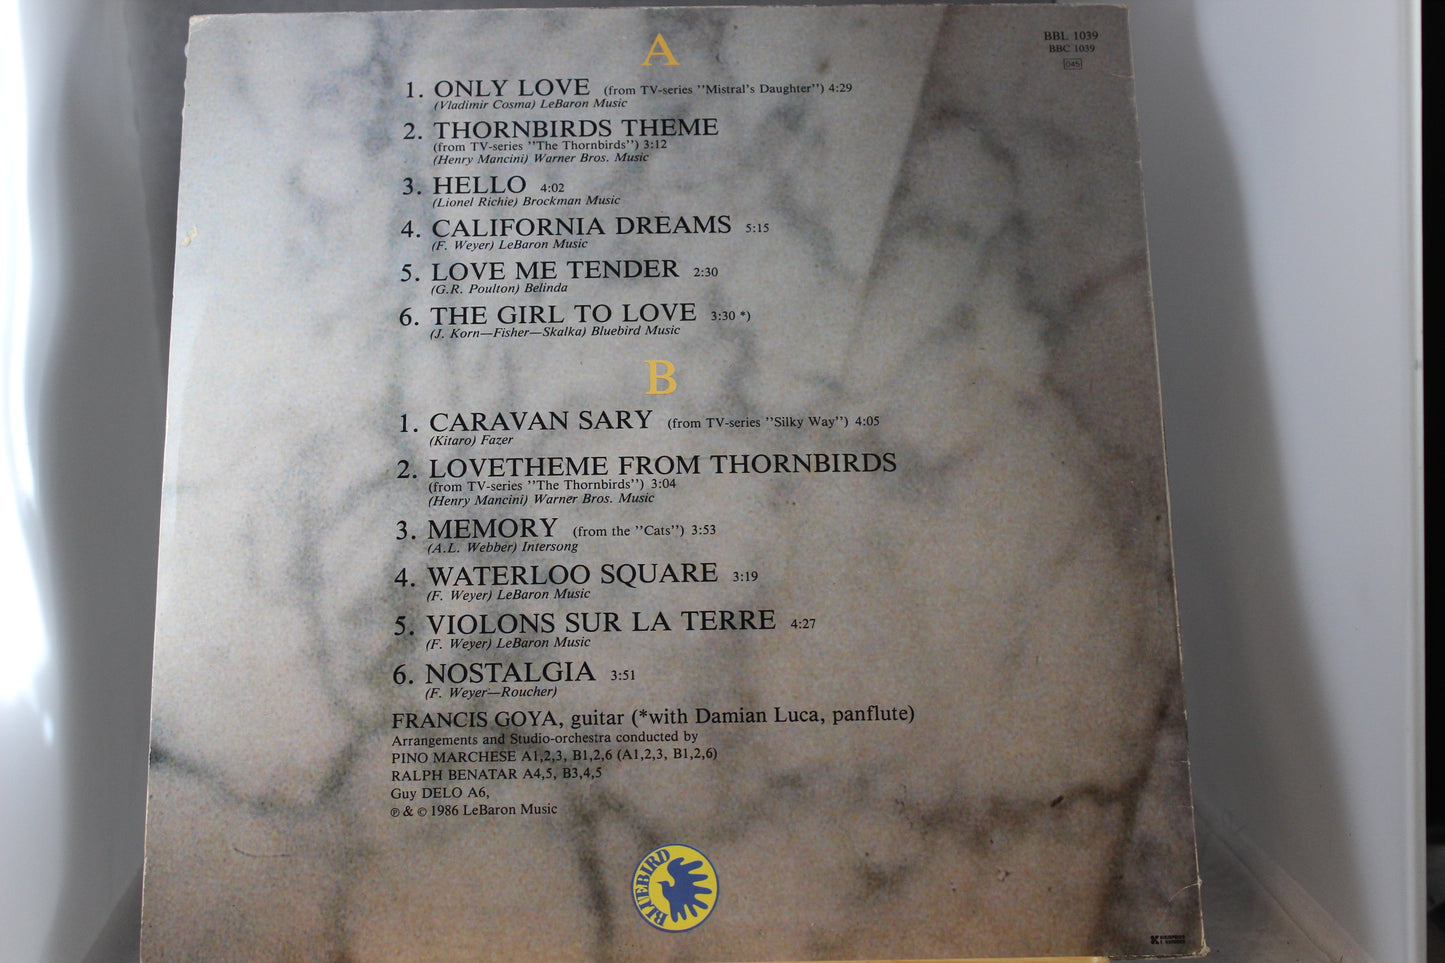 BBL 1039
BBC 1039
045
A
1. ONLY LOVE (from TV-series ''Mistral's Daughter'') 4:29
(Vladimir Cosma) LeBaron Music
2. THORNBIRDS THEME
(from TV-series ''The Thornbirds'') 3:12
(Henry Mancini) Warner Bros. Music
3. HELLO 4:02
(Lionel Richie) Brockman Music
4. CALIFORNIA DREAMS 5:15
(F. Weyer) LeBaron Music
5. LOVE ME TENDER 2:30
(G.R. Poulton) Belinda
6. THE GIRL TO LOVE 3:30 *)
(J. Korn—Fisher—Skalka) Bluebird Music
B
1. CARAVAN SARY (from TV-series ''Silky Way'') 4:05
(Kitaro) Fazer
2. LOVETHEME FROM THORNBIRDS
(from TV-series ''The Thornbirds'') 3:04
(Henry Mancini) Warner Bros. Music
3. MEMORY (from the ''Cats'') 3:53
(A.L. Webber) Intersong
4. WATERLOO SQUARE 3:19
(F. Weyer) LeBaron Music
5. VIOLONS SUR LA TERRE 4:27
(F. Weyer) LeBaron Music
6. NOSTALGIA 3:51
(F. Weyer—Roucher)
FRANCIS GOYA, guitar (*with Damian Luca, panflute)
Arrangements and Studio-orchestra conducted by
PINO MARCHESE A1,2,3, B1,2,6 (A1,2,3, B1,2,6)
RALPH BENATAR A4,5, B3,4,5
Guy DELO A6,
℗ & © 1986 LeBaron Music
BLUEBIRD